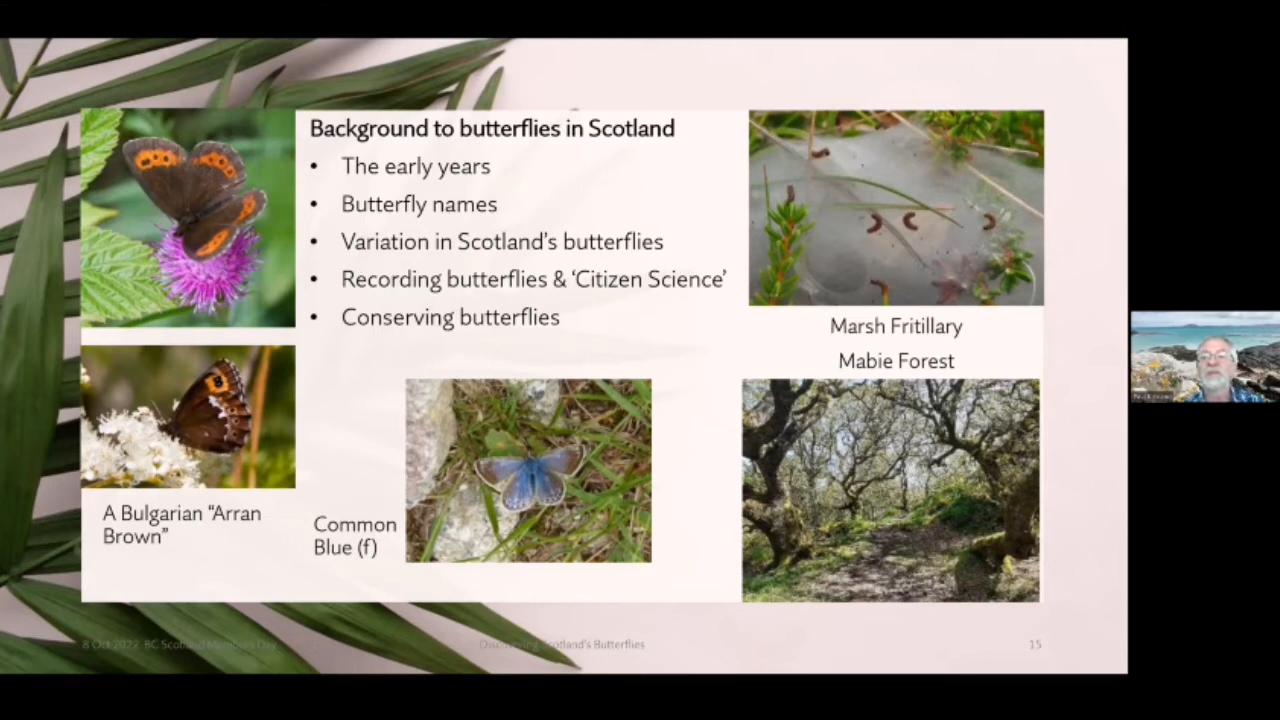 Background to butterflies in Scotland
• The early years
• Butterfly names
• Variation in Scotland's butterflies
• Recording butterflies & 'Citizen Science'
• Conserving butterflies
Marsh Fritillary
Mabie Forest
A Bulgarian "Arran
Brown"
Common
Blue (f)
8 Oct 2022 BC Scotland Members Day
Discovering Scotland's Butterflies
15